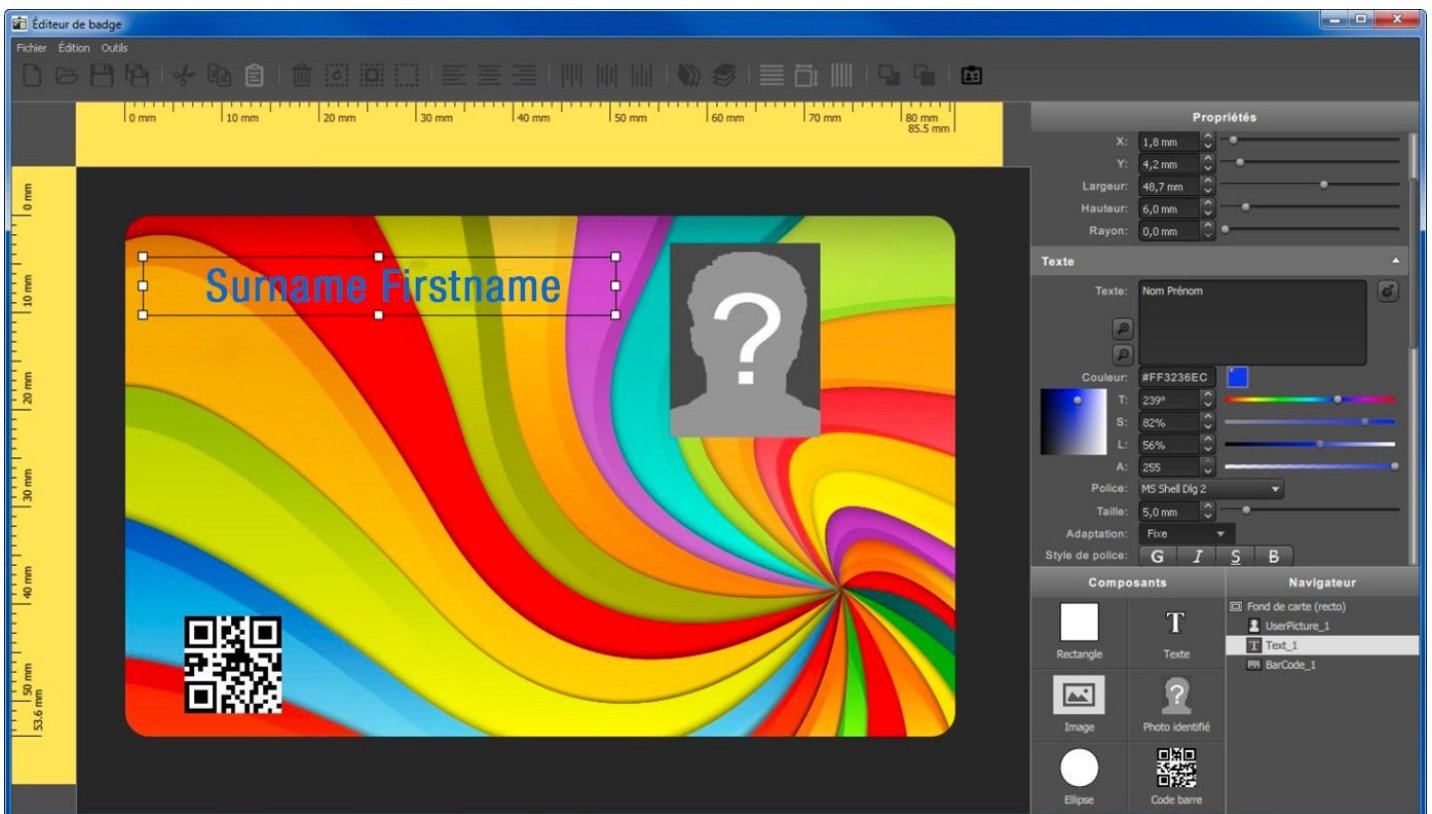 Éditeur de badge
Fichier Édition Outils
0 mm 10 mm 20 mm 30 mm 40 mm 50 mm 60 mm 70 mm 80 mm
85.5 mm
0 mm
10 mm
20 mm
30 mm
40 mm
50 mm
53.6 mm
Surname Firstname
?
Propriétés
X: 1,8 mm
Y: 4,2 mm
Largeur: 48,7 mm
Hauteur: 6,0 mm
Rayon: 0,0 mm
Texte
Texte: Nom Prénom
Couleur: #FF3236EC
T: 239°
S: 82%
L: 56%
A: 255
Police: MS Shell Dlg 2
Taille: 5,0 mm
Adaptation: Fixe
Style de police: G I S B
Composants
Rectangle
T
Texte
Image
?
Photo identifié
Ellipse
Code barre
Navigateur
Fond de carte (recto)
UserPicture_1
T Text_1
BarCode_1